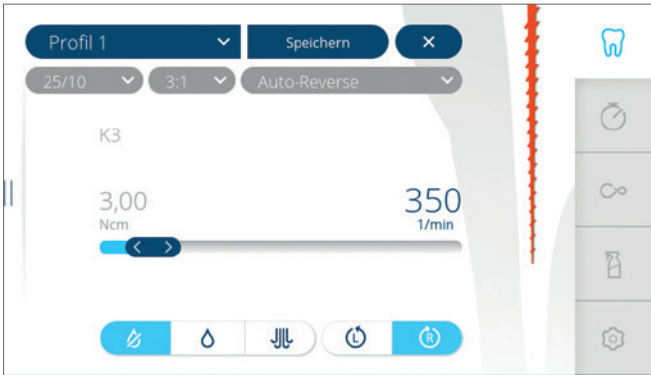 Profil 1 Speichern ×
25/10 3:1 Auto-Reverse
K3
3,00 350
Ncm 1/min
L R